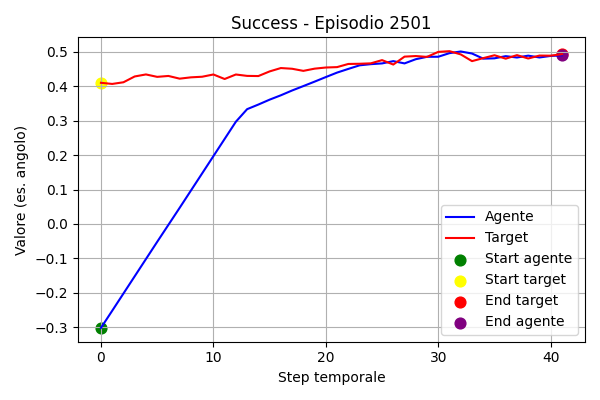 Success - Episodio 2501
Valore (es. angolo)
0.5
0.4
0.3
0.2
0.1
0.0
−0.1
−0.2
−0.3
0
10
20
30
40
Step temporale
Agente
Target
Start agente
Start target
End target
End agente